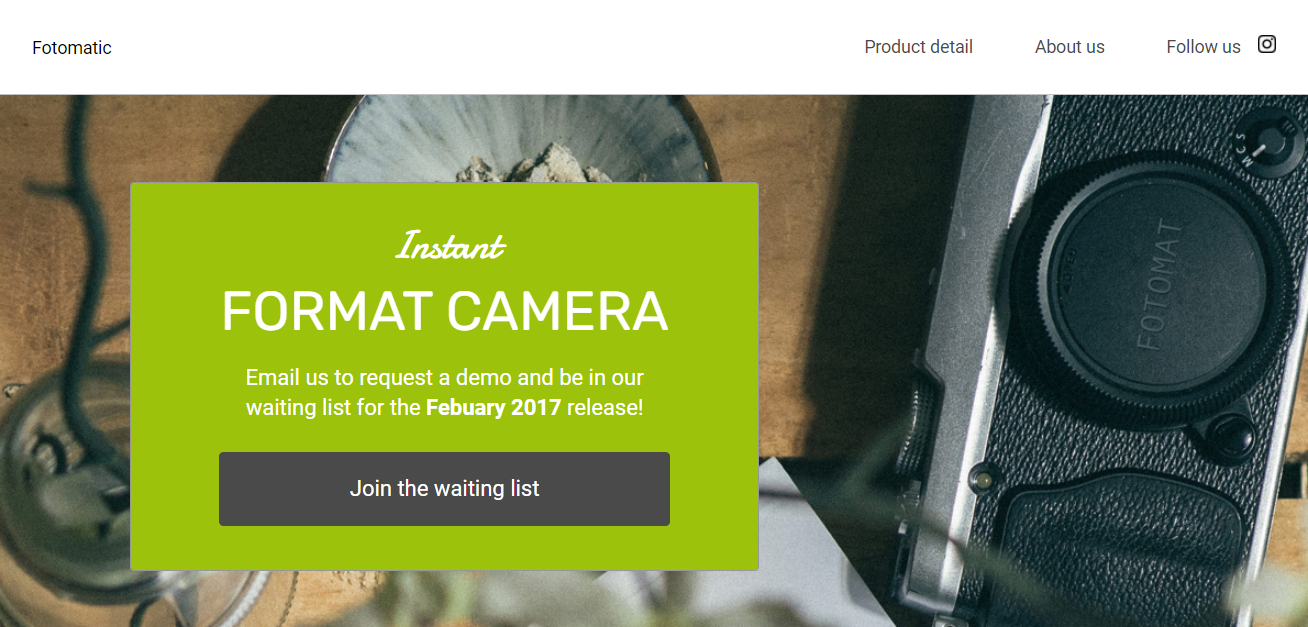 Fotomatic
Product detail
About us
Follow us
Instant
FORMAT CAMERA
Email us to request a demo and be in our
waiting list for the Febuary 2017 release!
Join the waiting list
FOTOMAT
M C S